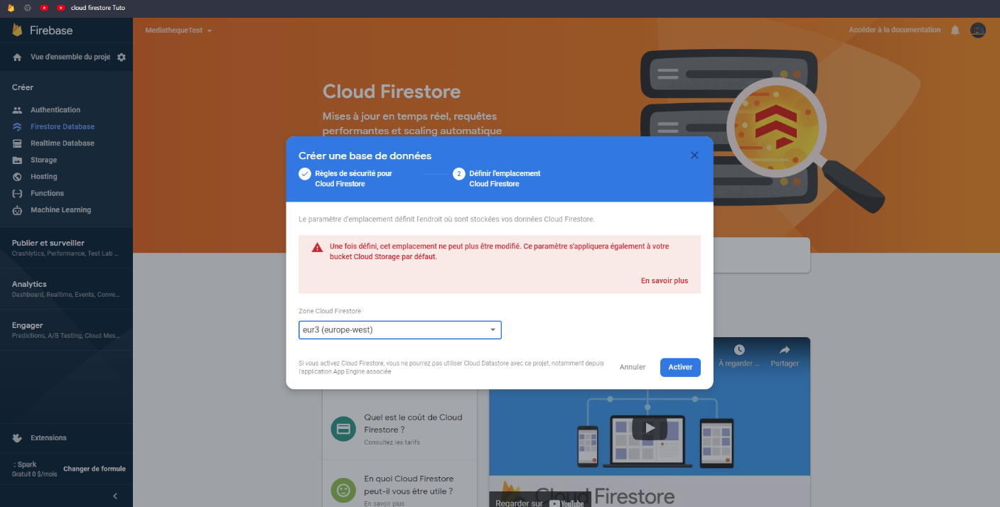 cloud firestore Tuto
Firebase
MediathequeTest
Accéder à la documentation
Vue d'ensemble du proje
Créer
Authentication
Firestore Database
Realtime Database
Storage
Hosting
Functions
Machine Learning
Publier et surveiller
Crashlytics, Performance, Test Lab ...
Analytics
Dashboard, Realtime, Events, Conve...
Engager
Predictions, A/B Testing, Cloud Mes...
Extensions
: Spark
Gratuit 0 $/mois
Changer de formule
Cloud Firestore
Mises à jour en temps réel, requêtes
performantes et scaling automatique
Créer une base de données
Règles de sécurité pour
Cloud Firestore
2
Définir l'emplacement
Cloud Firestore
Le paramètre d'emplacement définit l'endroit où sont stockées vos données Cloud Firestore.
Une fois défini, cet emplacement ne peut plus être modifié. Ce paramètre s'appliquera également à votre
bucket Cloud Storage par défaut.
En savoir plus
Zone Cloud Firestore
eur3 (europe-west)
Si vous activez Cloud Firestore, vous ne pourrez pas utiliser Cloud Datastore avec ce projet, notamment depuis
l'application App Engine associée
Annuler
Activer
À regarder ...
Partager
Quel est le coût de Cloud
Firestore ?
Consultez les tarifs
En quoi Cloud Firestore
peut-il vous être utile ?
En savoir plus
Cloud Firestore
Regarder sur YouTube